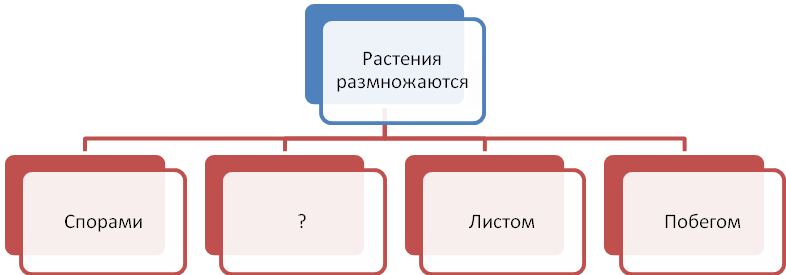 Растения
размножаются
Спорами
?
Листом
Побегом